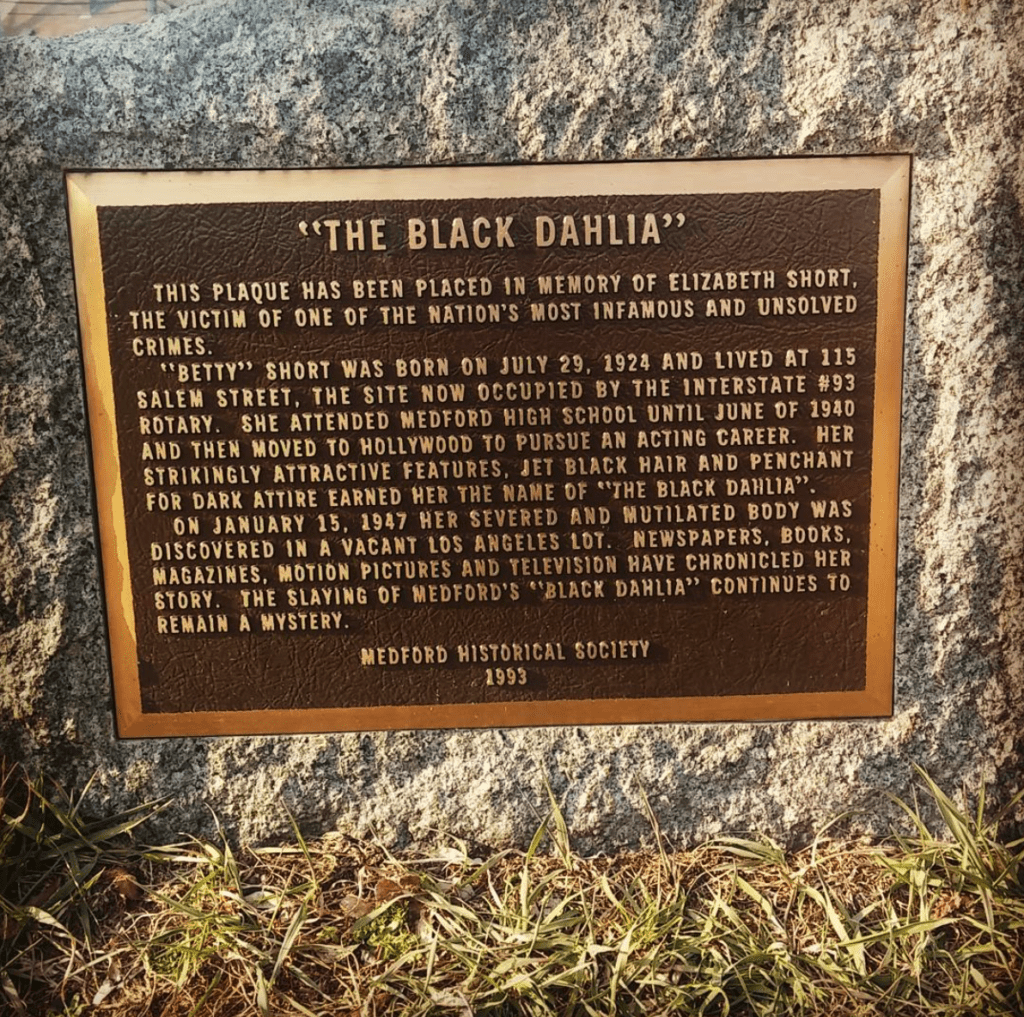 “THE BLACK DAHLIA”
THIS PLAQUE HAS BEEN PLACED IN MEMORY OF ELIZABETH SHORT,
THE VICTIM OF ONE OF THE NATION'S MOST INFAMOUS AND UNSOLVED
CRIMES.
“BETTY” SHORT WAS BORN ON JULY 29, 1924 AND LIVED AT 115
SALEM STREET, THE SITE NOW OCCUPIED BY THE INTERSTATE #93
ROTARY. SHE ATTENDED MEDFORD HIGH SCHOOL UNTIL JUNE OF 1940
AND THEN MOVED TO HOLLYWOOD TO PURSUE AN ACTING CAREER. HER
STRIKINGLY ATTRACTIVE FEATURES, JET BLACK HAIR AND PENCHANT
FOR DARK ATTIRE EARNED HER THE NAME OF “THE BLACK DAHLIA”.
ON JANUARY 15, 1947 HER SEVERED AND MUTILATED BODY WAS
DISCOVERED IN A VACANT LOS ANGELES LOT. NEWSPAPERS, BOOKS,
MAGAZINES, MOTION PICTURES AND TELEVISION HAVE CHRONICLED HER
STORY. THE SLAYING OF MEDFORD'S “BLACK DAHLIA” CONTINUES TO
REMAIN A MYSTERY.
MEDFORD HISTORICAL SOCIETY
1993